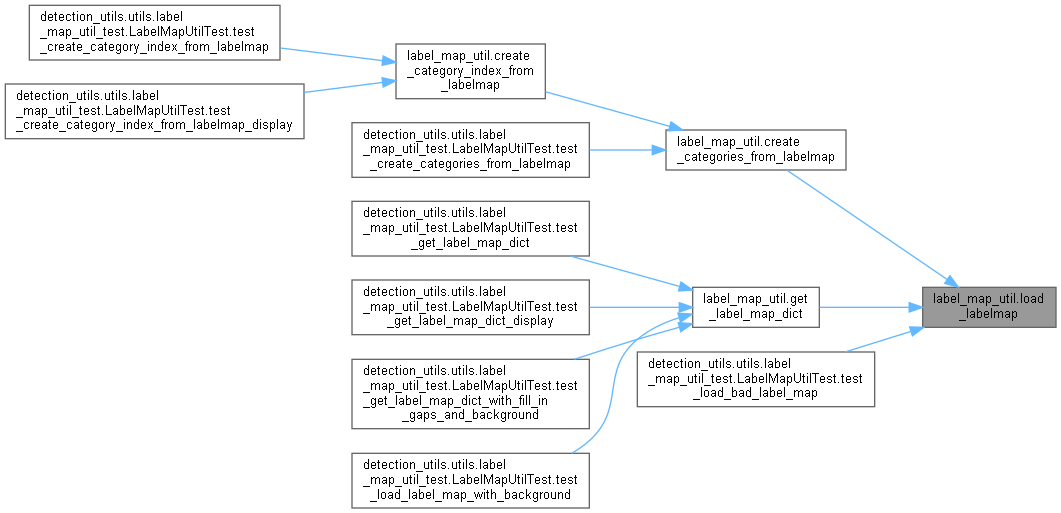 detection_utils.utils.label
_map_util_test.LabelMapUtilTest.test
_create_category_index_from_labelmap
detection_utils.utils.label
_map_util_test.LabelMapUtilTest.test
_create_category_index_from_labelmap_display
label_map_util.create
_category_index_from
_labelmap
detection_utils.utils.label
_map_util_test.LabelMapUtilTest.test
_create_categories_from_labelmap
label_map_util.create
_categories_from_labelmap
detection_utils.utils.label
_map_util_test.LabelMapUtilTest.test
_get_label_map_dict
detection_utils.utils.label
_map_util_test.LabelMapUtilTest.test
_get_label_map_dict_display
label_map_util.get
_label_map_dict
label_map_util.load
_labelmap
detection_utils.utils.label
_map_util_test.LabelMapUtilTest.test
_get_label_map_dict_with_fill_in
_gaps_and_background
detection_utils.utils.label
_map_util_test.LabelMapUtilTest.test
_load_bad_label_map
detection_utils.utils.label
_map_util_test.LabelMapUtilTest.test
_load_label_map_with_background